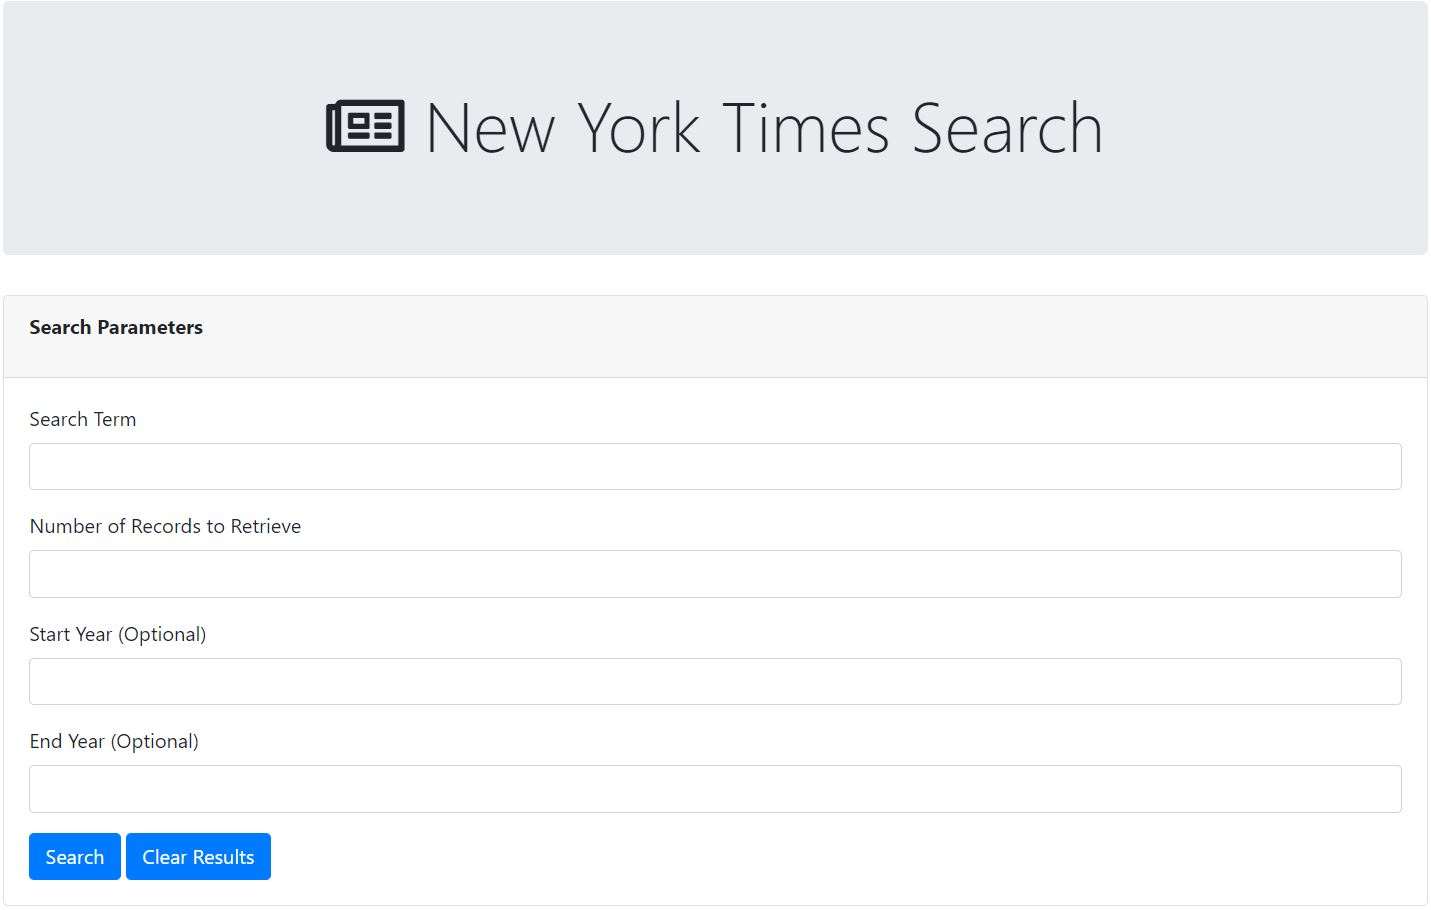 New York Times Search
Search Parameters
Search Term
Number of Records to Retrieve
Start Year (Optional)
End Year (Optional)
Search
Clear Results